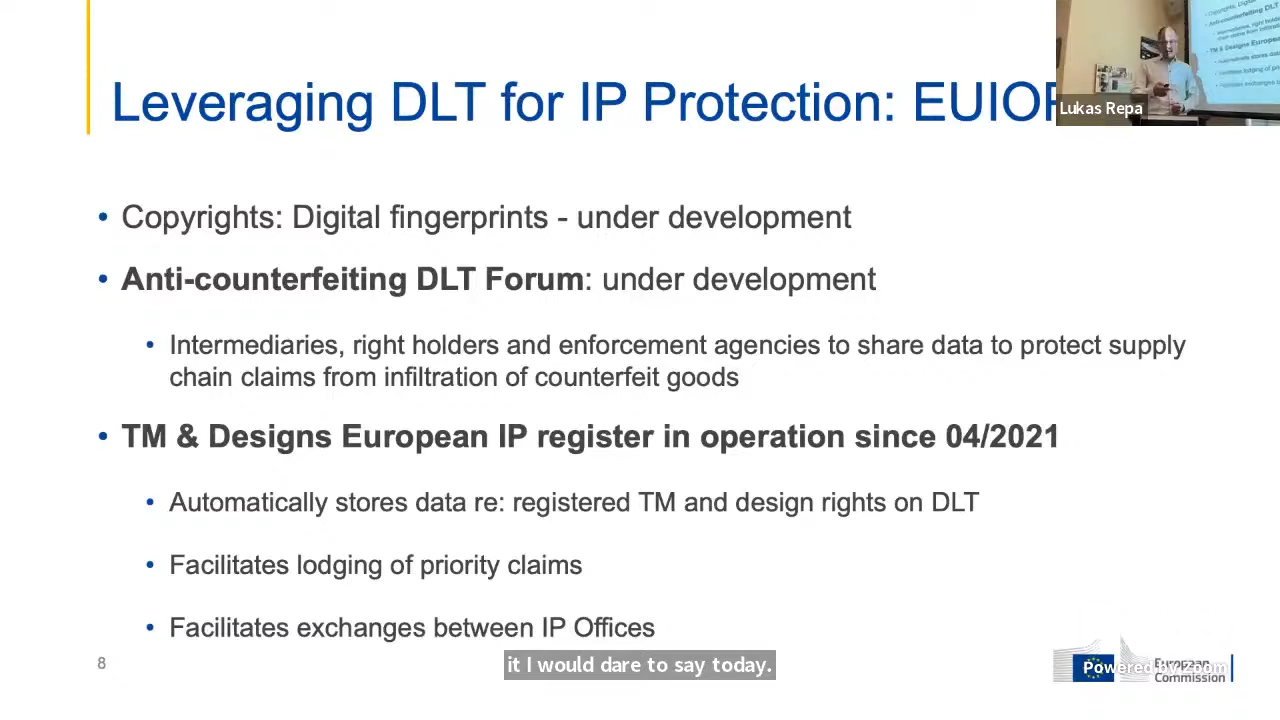 Leveraging DLT for IP Protection: EUIOP
Lukas Repa
• Copyrights: Digital fingerprints - under development
• Anti-counterfeiting DLT Forum: under development
• Intermediaries, right holders and enforcement agencies to share data to protect supply
chain claims from infiltration of counterfeit goods
• TM & Designs European IP register in operation since 04/2021
• Automatically stores data re: registered TM and design rights on DLT
• Facilitates lodging of priority claims
• Facilitates exchanges between IP Offices
8
it I would dare to say today.
Powered by Zoom
European
Commission